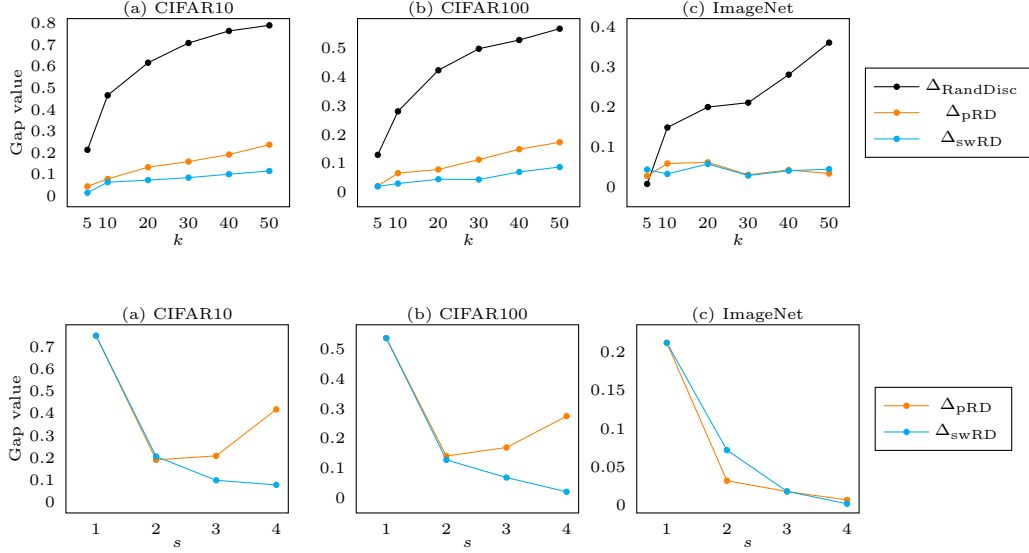 (a) CIFAR10
(b) CIFAR100
(c) ImageNet
Gap value
0.8
0.7
0.6
0.5
0.4
0.3
0.2
0.1
0
5 10 20 30 40 50
k
0.5
0.4
0.3
0.2
0.1
0
5 10 20 30 40 50
k
0.4
0.3
0.2
0.1
0
5 10 20 30 40 50
k
Δ_RandDisc
Δ_pRD
Δ_swRD
(a) CIFAR10
(b) CIFAR100
(c) ImageNet
Gap value
0.7
0.6
0.5
0.4
0.3
0.2
0.1
0
1 2 3 4
s
0.5
0.4
0.3
0.2
0.1
0
1 2 3 4
s
0.2
0.15
0.10
0.05
0
1 2 3 4
s
Δ_pRD
Δ_swRD